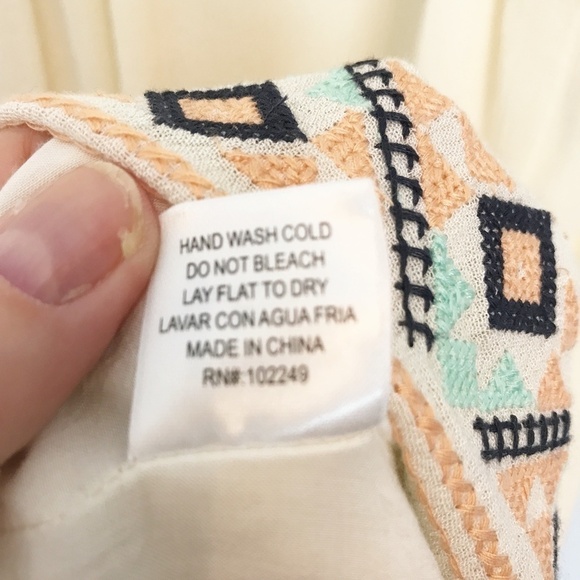 HAND WASH COLD
DO NOT BLEACH
LAY FLAT TO DRY
LAVAR CON AGUA FRIA
MADE IN CHINA
RN#:102249